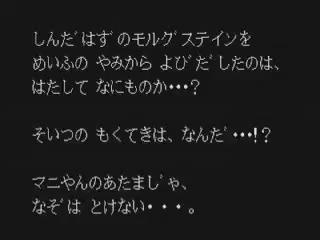 しんだはずのモルグステインを
めいふの やみから よびだしたのは、
はたして なにものか・・・?
そいつの もくてきは、なんだ・・・!?
マニやんのあたまじゃ、
なぞは とけない・・・。